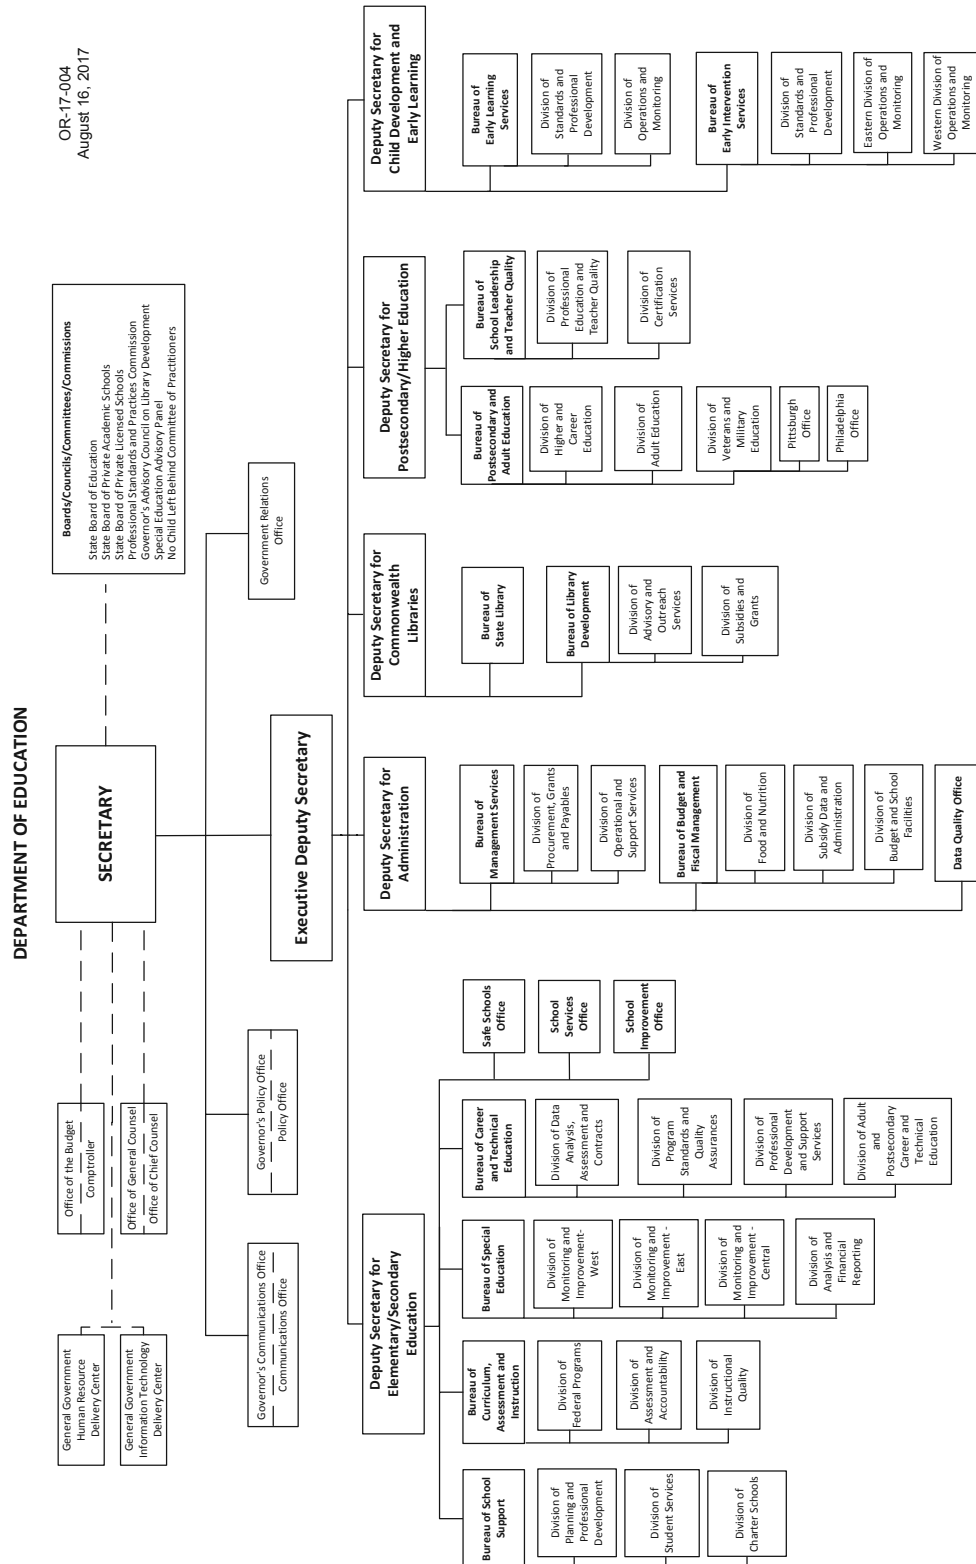 DEPARTMENT OF EDUCATION
OR-17-004
August 16, 2017
SECRETARY
Boards/Councils/Committees/Commissions
State Board of Education
State Board of Private Academic Schools
State Board of Private Licensed Schools
Professional Standards and Practices Commission
Governor's Advisory Council on Library Development
Special Education Advisory Panel
No Child Left Behind Committee of Practitioners
General Government
Human Resource
Delivery Center
General Government
Information Technology
Delivery Center
Office of the Budget
Comptroller
Office of General Counsel
Office of Chief Counsel
Governor's Communications Office
Communications Office
Governor's Policy Office
Policy Office
Government Relations
Office
Executive Deputy Secretary
Deputy Secretary for
Elementary/Secondary
Education
Bureau of School
Support
Division of
Planning and
Professional
Development
Division of
Student Services
Division of
Charter Schools
Bureau of
Curriculum,
Assessment and
Instruction
Division of
Federal Programs
Division of
Assessment and
Accountability
Division of
Instructional
Quality
Bureau of Special
Education
Division of
Monitoring and
Improvement-
West
Division of
Monitoring and
Improvement -
East
Division of
Monitoring and
Improvement -
Central
Division of
Analysis and
Financial
Reporting
Bureau of Career
and Technical
Education
Division of Data
Analysis,
Assessment and
Contracts
Division of
Program
Standards and
Quality
Assurances
Division of
Professional
Development
and Support
Services
Division of Adult
and
Postsecondary
Career and
Technical
Education
Safe Schools
Office
School
Services
Office
School
Improvement
Office
Deputy Secretary for
Administration
Bureau of
Management Services
Division of
Procurement, Grants
and Payables
Division of
Operational and
Support Services
Bureau of Budget and
Fiscal Management
Division of
Food and Nutrition
Division of
Subsidy Data and
Administration
Division of
Budget and School
Facilities
Data Quality Office
Deputy Secretary for
Commonwealth
Libraries
Bureau of
State Library
Bureau of Library
Development
Division of
Advisory and
Outreach
Services
Division of
Subsidies and
Grants
Deputy Secretary for
Postsecondary/Higher Education
Bureau of
Postsecondary and
Adult Education
Division of
Higher and
Career
Education
Division of
Adult Education
Division of
Veterans and
Military
Education
Pittsburgh
Office
Philadelphia
Office
Bureau of
School Leadership
and Teacher Quality
Division of
Professional
Education and
Teacher Quality
Division of
Certification
Services
Deputy Secretary for
Child Development and
Early Learning
Bureau of
Early Learning
Services
Division of
Standards and
Professional
Development
Division of
Operations and
Monitoring
Bureau of
Early Intervention
Services
Division of
Standards and
Professional
Development
Eastern Division of
Operations and
Monitoring
Western Division of
Operations and
Monitoring